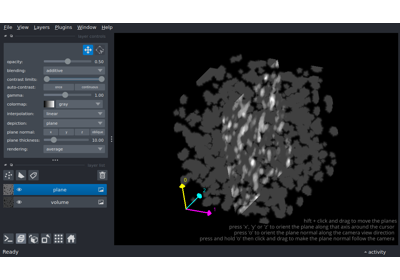 File View Layers Plugins Window Help
layer controls
opacity: 0.50
blending: additive
contrast limits:
auto-contrast: once continuous
gamma: 1.00
colormap: gray
interpolation: linear
depiction: plane
plane normal: x y z oblique
plane thickness: 10.00
rendering: average
layer list
plane
volume
0
hift + click and drag to move the planes
press 'x', 'y' or 'z' to orient the plane along that axis around the cursor
press 'o' to orient the plane normal along the camera view direction
press and hold 'o' then click and drag to make the plane normal follow the camera
Ready
activity